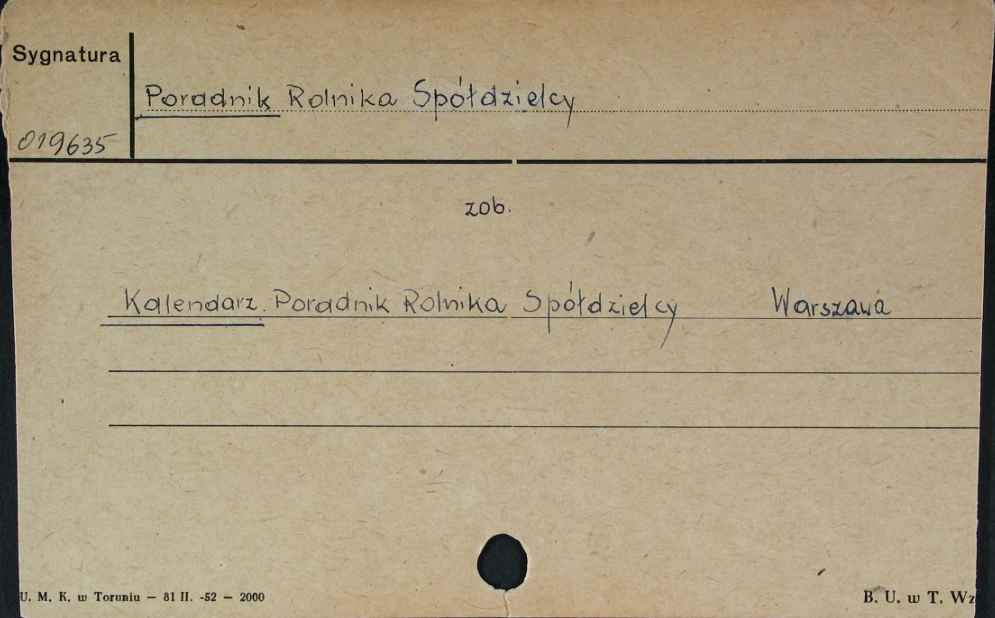 Sygnatura
Poradnik Rolnika Spółdzielcy
019635
zob.
Kalendarz. Poradnik Rolnika Spółdzielcy Warszawa
U. M. K. w Toruniu — 81 II. -52 — 2000
B. U. w T. Wz